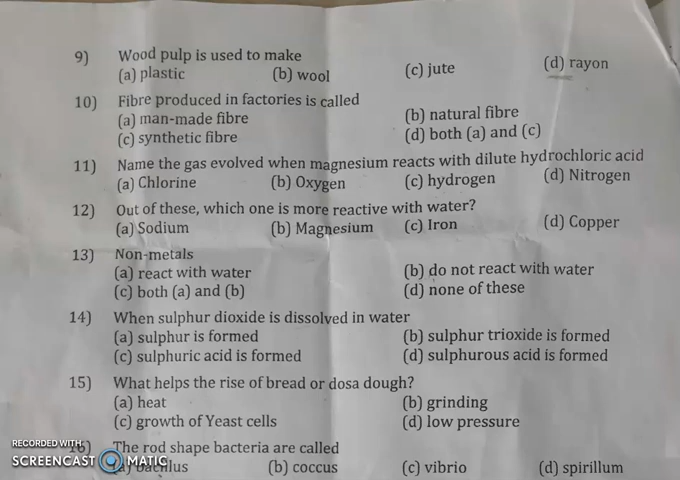 9) Wood pulp is used to make
(a) plastic (b) wool (c) jute (d) rayon
10) Fibre produced in factories is called
(a) man-made fibre (b) natural fibre
(c) synthetic fibre (d) both (a) and (c)
11) Name the gas evolved when magnesium reacts with dilute hydrochloric acid
(a) Chlorine (b) Oxygen (c) hydrogen (d) Nitrogen
12) Out of these, which one is more reactive with water?
(a) Sodium (b) Magnesium (c) Iron (d) Copper
13) Non-metals
(a) react with water (b) do not react with water
(c) both (a) and (b) (d) none of these
14) When sulphur dioxide is dissolved in water
(a) sulphur is formed (b) sulphur trioxide is formed
(c) sulphuric acid is formed (d) sulphurous acid is formed
15) What helps the rise of bread or dosa dough?
(a) heat (b) grinding
(c) growth of Yeast cells (d) low pressure
16) The rod shape bacteria are called
(a) bacillus (b) coccus (c) vibrio (d) spirillum
RECORDED WITH
SCREENCAST MATIC